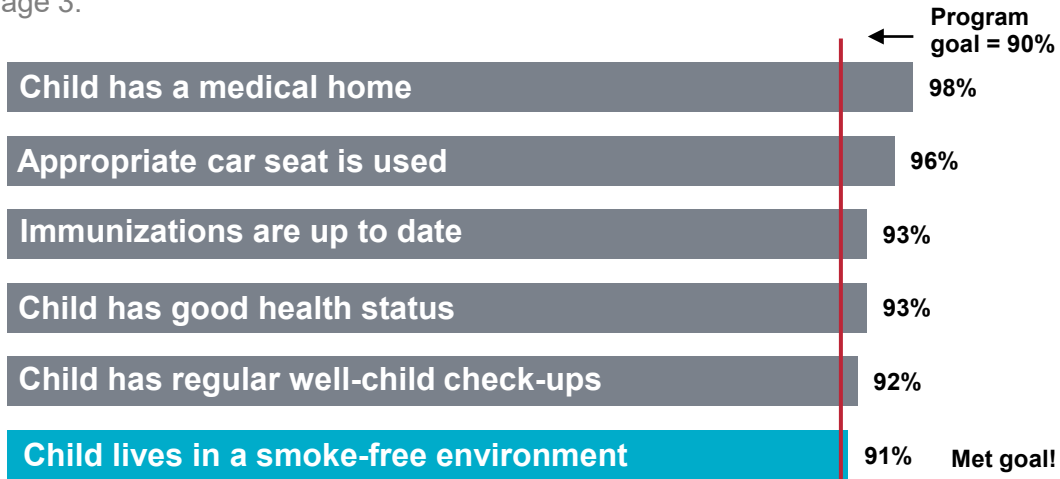 age 3.
Program
goal = 90%
Child has a medical home 98%
Appropriate car seat is used 96%
Immunizations are up to date 93%
Child has good health status 93%
Child has regular well-child check-ups 92%
Child lives in a smoke-free environment 91% Met goal!